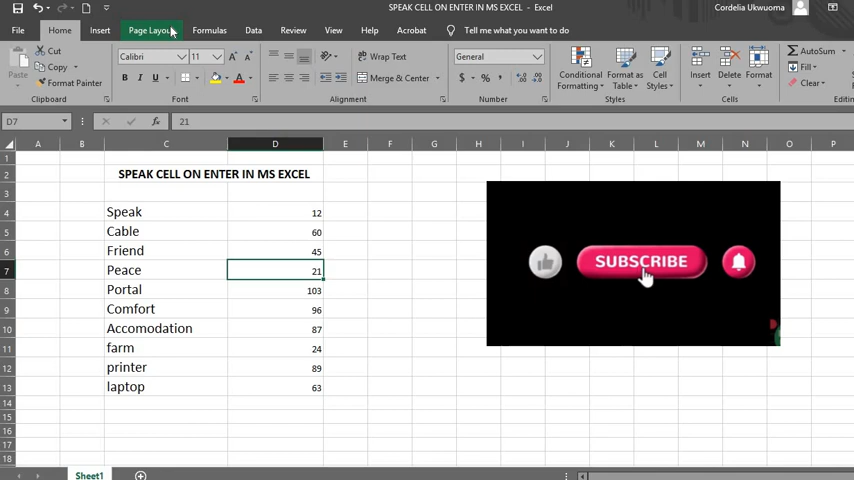 SPEAK CELL ON ENTER IN MS EXCEL - Excel
Cordelia Ukwuoma
File Home Insert Page Layout Formulas Data Review View Help Acrobat Tell me what you want to do
Paste
Cut
Copy
Format Painter
Clipboard
Calibri 11
B I U
Font
Wrap Text
Merge & Center
Alignment
General
$ % ,
Number
Conditional Formatting
Format as Table
Cell Styles
Styles
Insert Delete Format
Cells
AutoSum
Fill
Clear
D7 fx 21
A B C D E F G H I J K L M N O P
1
2 SPEAK CELL ON ENTER IN MS EXCEL
3
4 Speak 12
5 Cable 60
6 Friend 45
7 Peace 21
8 Portal 103
9 Comfort 96
10 Accomodation 87
11 farm 24
12 printer 89
13 laptop 63
14
15
16
17
18
SUBSCRIBE
Sheet1